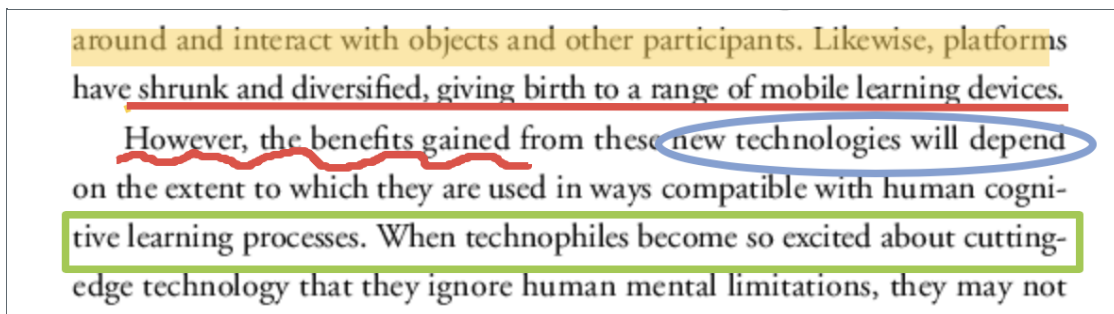 around and interact with objects and other participants. Likewise, platforms
have shrunk and diversified, giving birth to a range of mobile learning devices.
However, the benefits gained from these new technologies will depend
on the extent to which they are used in ways compatible with human cogni-
tive learning processes. When technophiles become so excited about cutting-
edge technology that they ignore human mental limitations, they may not